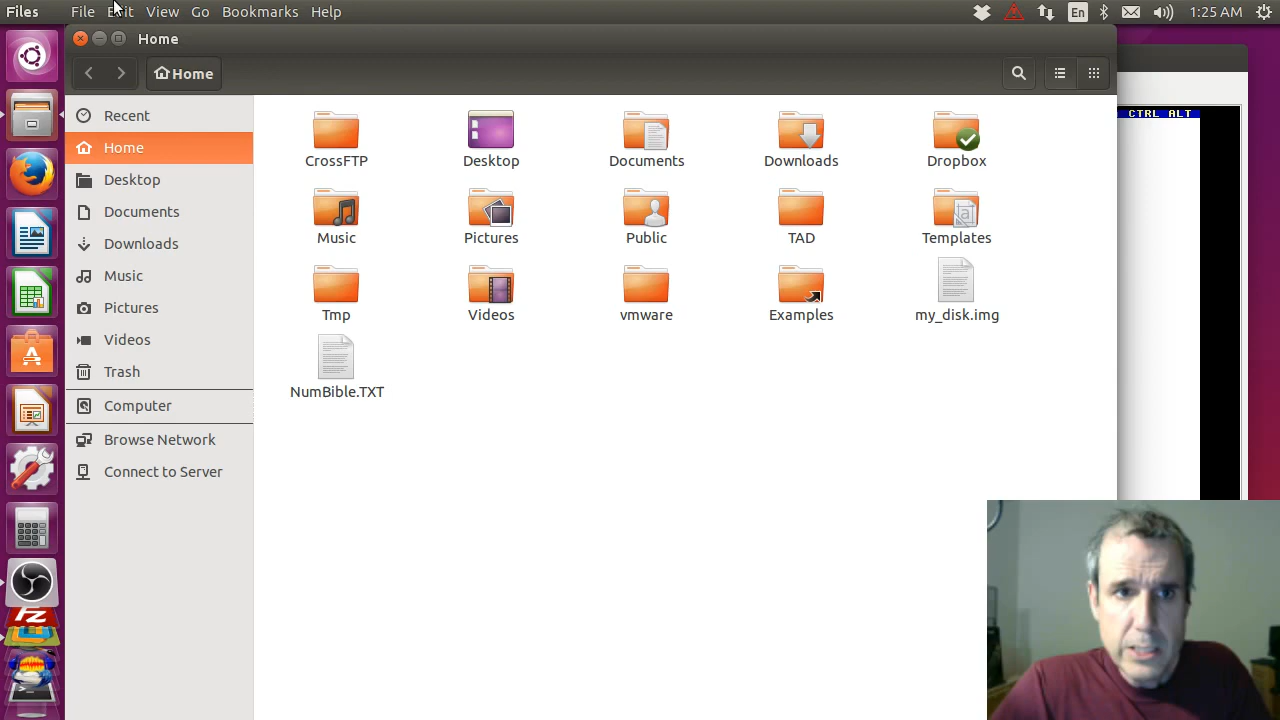 Files File Edit View Go Bookmarks Help En 1:25 AM
Home
Home
Recent
Home
Desktop
Documents
Downloads
Music
Pictures
Videos
Trash
Computer
Browse Network
Connect to Server
CrossFTP Desktop Documents Downloads Dropbox
Music Pictures Public TAD Templates
Tmp Videos vmware Examples my_disk.img
NumBible.TXT
CTRL ALT
Fz